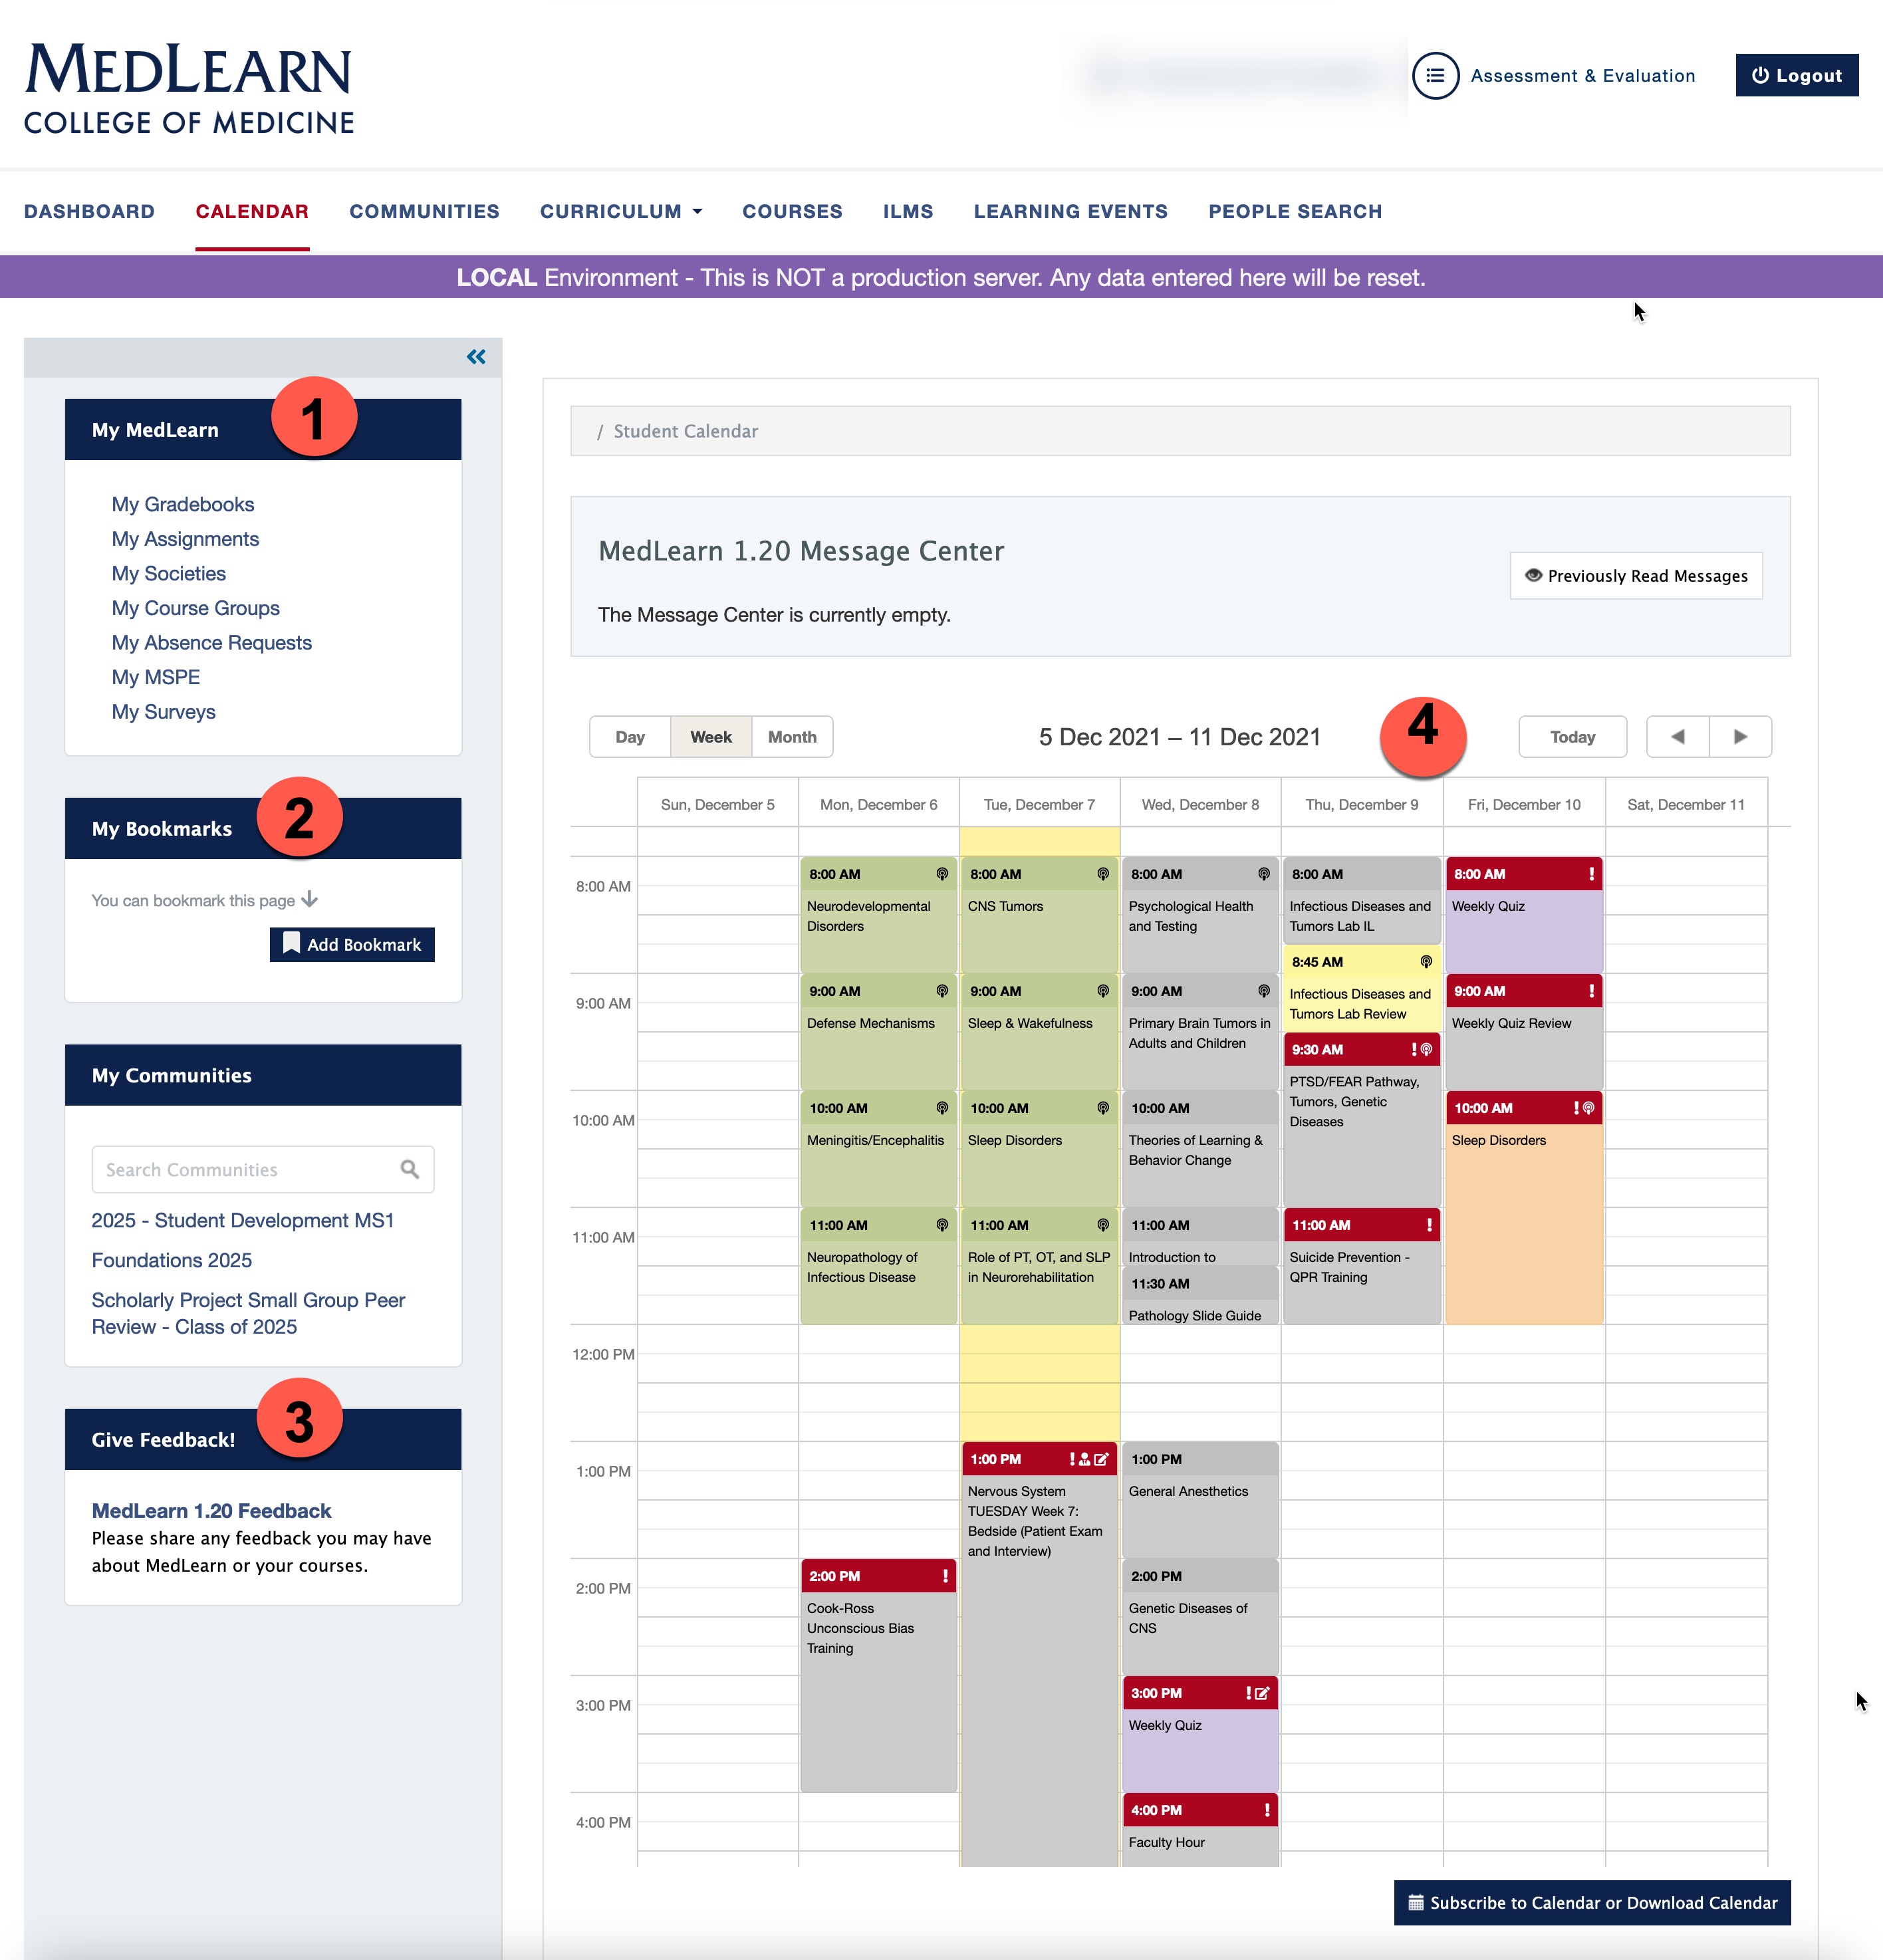 MEDLEARN
COLLEGE OF MEDICINE
Assessment & Evaluation
Logout
DASHBOARD
CALENDAR
COMMUNITIES
CURRICULUM
COURSES
ILMS
LEARNING EVENTS
PEOPLE SEARCH
LOCAL Environment - This is NOT a production server. Any data entered here will be reset.
My MedLearn
1
My Gradebooks
My Assignments
My Societies
My Course Groups
My Absence Requests
My MSPE
My Surveys
My Bookmarks
2
You can bookmark this page
Add Bookmark
My Communities
Search Communities
2025 - Student Development MS1
Foundations 2025
Scholarly Project Small Group Peer
Review - Class of 2025
Give Feedback!
3
MedLearn 1.20 Feedback
Please share any feedback you may have
about MedLearn or your courses.
/ Student Calendar
MedLearn 1.20 Message Center
Previously Read Messages
The Message Center is currently empty.
Day
Week
Month
5 Dec 2021 – 11 Dec 2021
4
Today
Sun, December 5
Mon, December 6
Tue, December 7
Wed, December 8
Thu, December 9
Fri, December 10
Sat, December 11
8:00 AM
9:00 AM
10:00 AM
11:00 AM
12:00 PM
1:00 PM
2:00 PM
3:00 PM
4:00 PM
8:00 AM
Neurodevelopmental
Disorders
9:00 AM
Defense Mechanisms
10:00 AM
Meningitis/Encephalitis
11:00 AM
Neuropathology of
Infectious Disease
2:00 PM !
Cook-Ross
Unconscious Bias
Training
8:00 AM
CNS Tumors
9:00 AM
Sleep & Wakefulness
10:00 AM
Sleep Disorders
11:00 AM
Role of PT, OT, and SLP
in Neurorehabilitation
1:00 PM !
Nervous System
TUESDAY Week 7:
Bedside (Patient Exam
and Interview)
8:00 AM
Psychological Health
and Testing
9:00 AM
Primary Brain Tumors in
Adults and Children
10:00 AM
Theories of Learning &
Behavior Change
11:00 AM
Introduction to
11:30 AM
Pathology Slide Guide
1:00 PM
General Anesthetics
2:00 PM
Genetic Diseases of
CNS
3:00 PM !
Weekly Quiz
4:00 PM !
Faculty Hour
8:00 AM
Infectious Diseases and
Tumors Lab IL
8:45 AM
Infectious Diseases and
Tumors Lab Review
9:30 AM !
PTSD/FEAR Pathway,
Tumors, Genetic
Diseases
11:00 AM !
Suicide Prevention -
QPR Training
8:00 AM !
Weekly Quiz
9:00 AM !
Weekly Quiz Review
10:00 AM !
Sleep Disorders
Subscribe to Calendar or Download Calendar